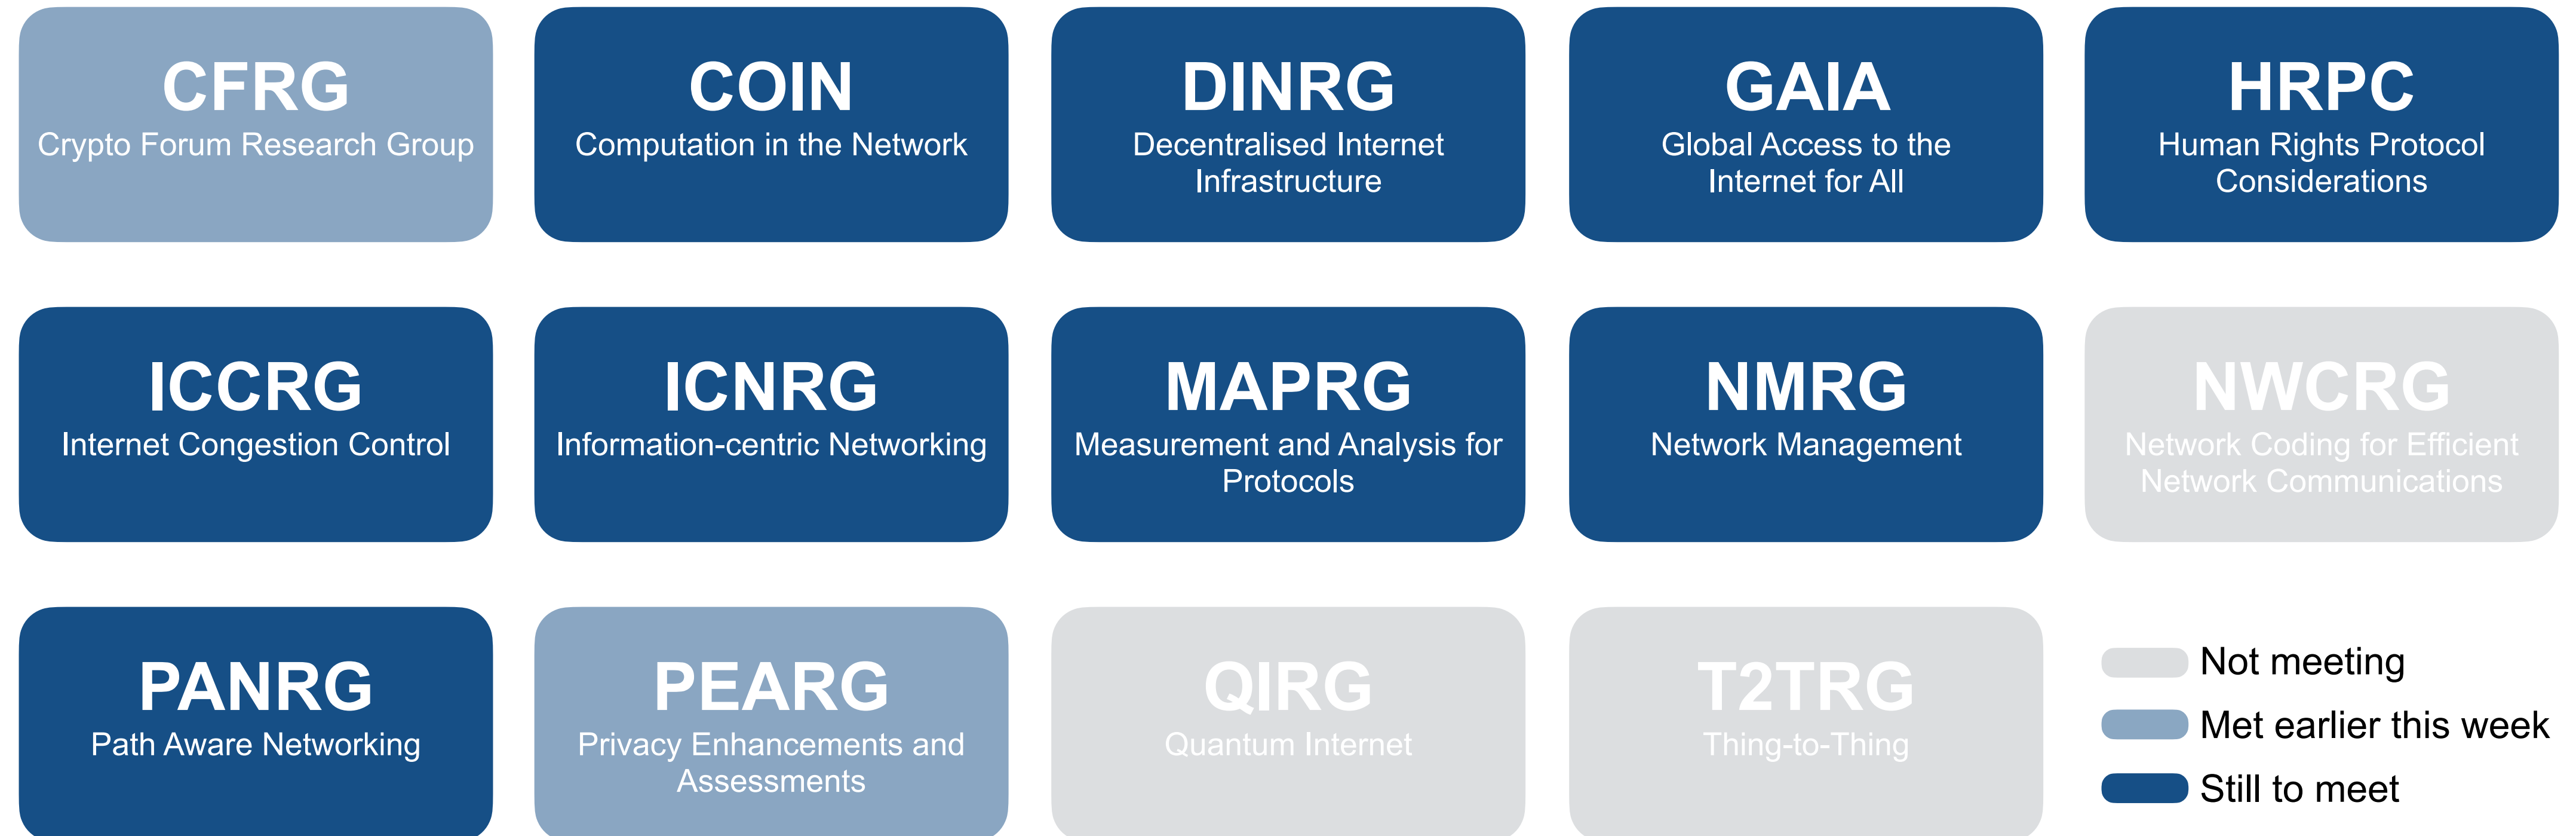 CFRG
Crypto Forum Research Group
COIN
Computation in the Network
DINRG
Decentralised Internet
Infrastructure
GAIA
Global Access to the
Internet for All
HRPC
Human Rights Protocol
Considerations
ICCRG
Internet Congestion Control
ICNRG
Information-centric Networking
MAPRG
Measurement and Analysis for
Protocols
NMRG
Network Management
NWCRG
Network Coding for Efficient
Network Communications
PANRG
Path Aware Networking
PEARG
Privacy Enhancements and
Assessments
QIRG
Quantum Internet
T2TRG
Thing-to-Thing
Not meeting
Met earlier this week
Still to meet